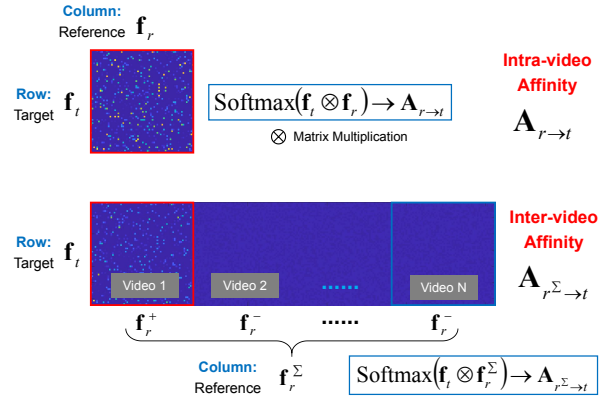 Column:
Reference f_r
Row:
Target f_t
Softmax(f_t ⊗ f_r) → A_{r→t}
⊗ Matrix Multiplication
Intra-video
Affinity
A_{r→t}
Row:
Target f_t
Video 1 Video 2 ...... Video N
Inter-video
Affinity
A_{r^Σ→t}
f_r^+ f_r^- ...... f_r^-
Column:
Reference f_r^Σ
Softmax(f_t ⊗ f_r^Σ) → A_{r^Σ→t}